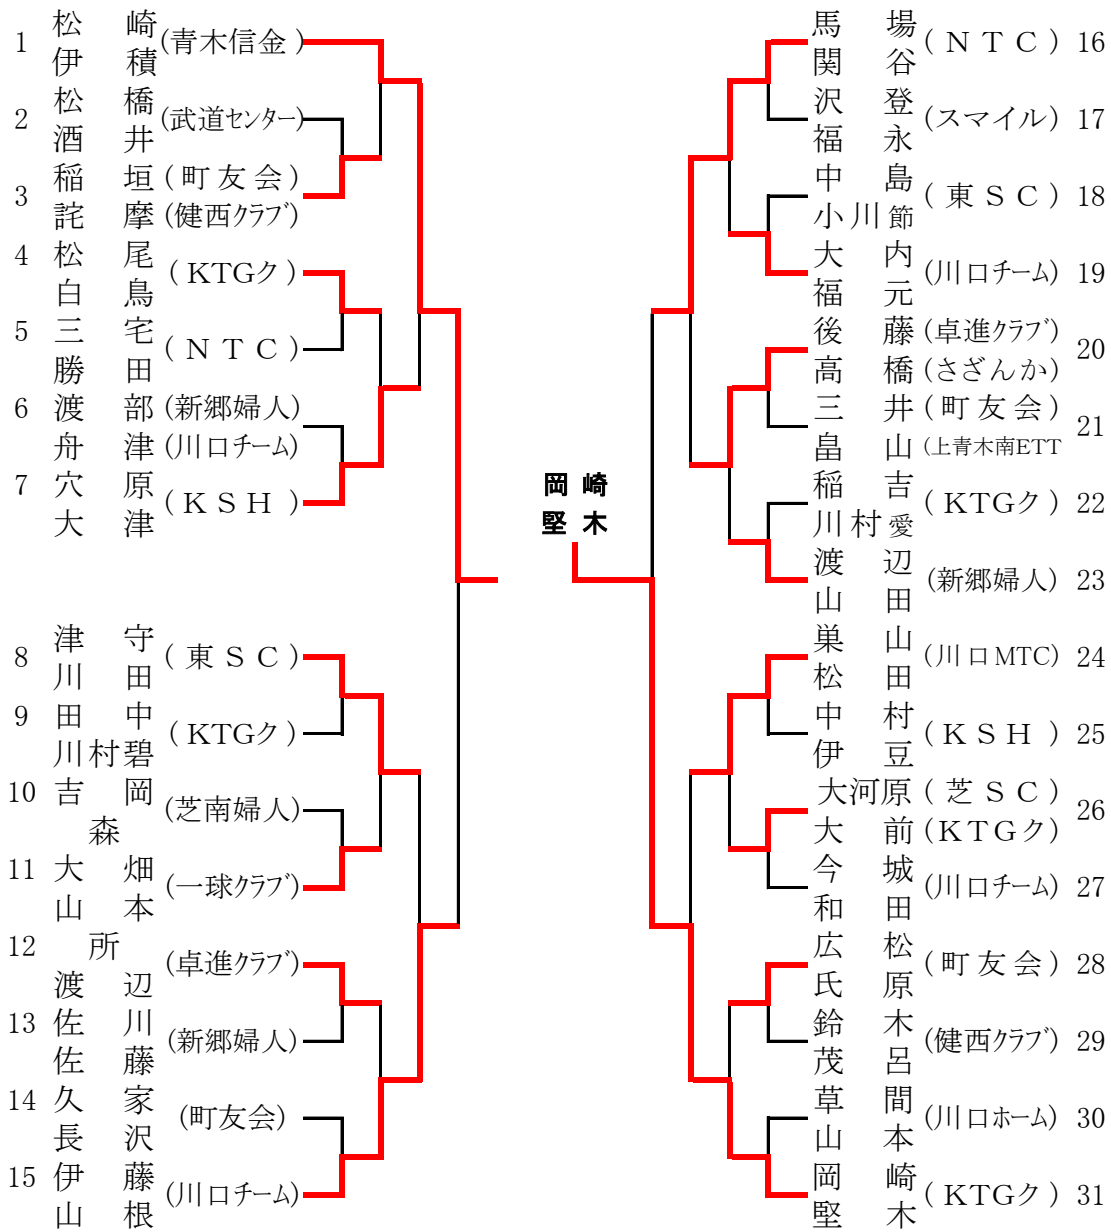 1 松崎 (青木信金)
伊積
2 松橋 (武道センター)
酒井
3 稲垣 (町友会)
詫摩 (健西クラブ)
4 松尾 (KTGク)
白鳥
5 三宅 (ＮＴＣ)
勝田
6 渡部 (新郷婦人)
舟津 (川口チーム)
7 穴原 (ＫＳＨ)
大津
8 津守 (東ＳＣ)
川田
9 田中 (KTGク)
川村碧
10 吉岡 (芝南婦人)
森
11 大畑 (一球クラブ)
山本
12 所 (卓進クラブ)
渡辺
13 佐川 (新郷婦人)
佐藤
14 久家 (町友会)
長沢
15 伊藤 (川口チーム)
山根
岡崎
堅木
馬場 (ＮＴＣ) 16
関谷
沢登 (スマイル) 17
福永
中島 (東ＳＣ) 18
小川節
大内 (川口チーム) 19
福元
後藤 (卓進クラブ) 20
高橋 (さざんか)
三井 (町友会) 21
畠山 (上青木南ETT
稲吉 (KTGク) 22
川村愛
渡辺 (新郷婦人) 23
山田
巣山 (川口MTC) 24
松田
中村 (ＫＳＨ) 25
伊豆
大河原 (芝ＳＣ) 26
大前 (KTGク)
今城 (川口チーム) 27
和田
広松 (町友会) 28
氏原
鈴木 (健西クラブ) 29
茂呂
草間 (川口ホーム) 30
山本
岡崎 (KTGク) 31
堅木